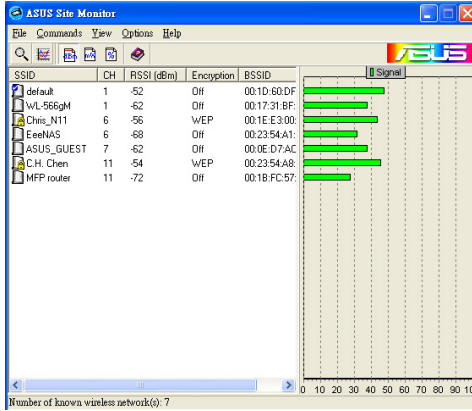 ASUS Site Monitor
File Commands View Options Help
dBm % 
/SUS
SSID CH RSSI (dBm) Encryption BSSID
Signal
default 1 -52 Off 00:1D:60:DF
WL-566gM 1 -62 Off 00:17:31:BF:
Chris_N11 6 -56 WEP 00:1E:E3:00:
EeeNAS 6 -68 Off 00:23:54:A1:
ASUS_GUEST 7 -62 Off 00:0E:D7:AC
C.H. Chen 11 -54 WEP 00:23:54:A8:
MFP router 11 -72 Off 00:1B:FC:57:
0 10 20 30 40 50 60 70 80 90 10
Number of known wireless network(s): 7